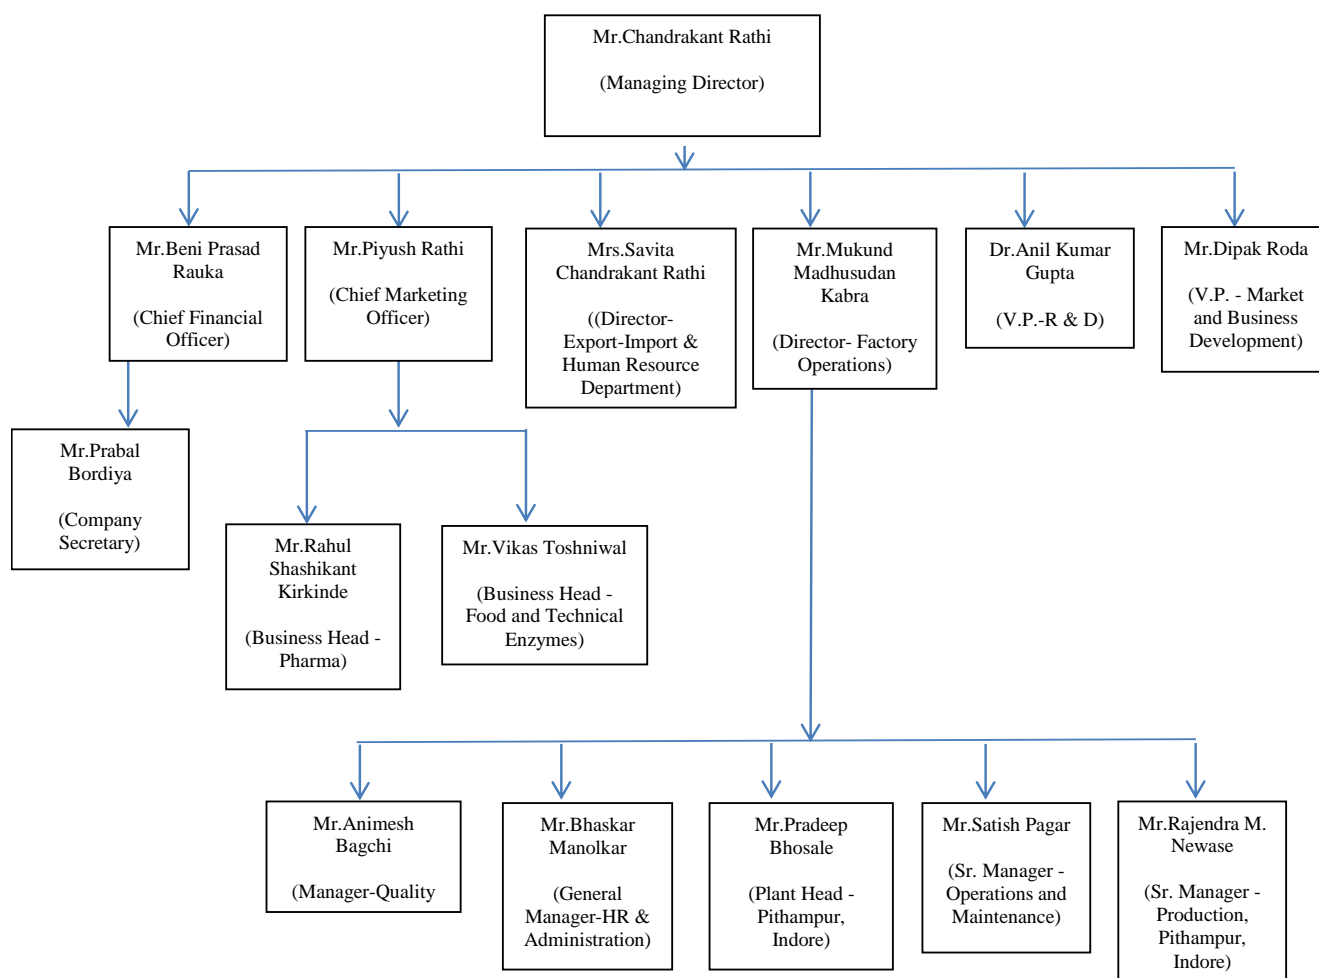 Mr.Chandrakant Rathi
(Managing Director)
Mr.Beni Prasad
Rauka
(Chief Financial
Officer)
Mr.Piyush Rathi
(Chief Marketing
Officer)
Mrs.Savita
Chandrakant Rathi
((Director-
Export-Import &
Human Resource
Department)
Mr.Mukund
Madhusudan
Kabra
(Director- Factory
Operations)
Dr.Anil Kumar
Gupta
(V.P.-R & D)
Mr.Dipak Roda
(V.P. - Market
and Business
Development)
Mr.Prabal
Bordiya
(Company
Secretary)
Mr.Rahul
Shashikant
Kirkinde
(Business Head -
Pharma)
Mr.Vikas Toshniwal
(Business Head -
Food and Technical
Enzymes)
Mr.Animesh
Bagchi
(Manager-Quality
Mr.Bhaskar
Manolkar
(General
Manager-HR &
Administration)
Mr.Pradeep
Bhosale
(Plant Head -
Pithampur,
Indore)
Mr.Satish Pagar
(Sr. Manager -
Operations and
Maintenance)
Mr.Rajendra M.
Newase
(Sr. Manager -
Production,
Pithampur,
Indore)